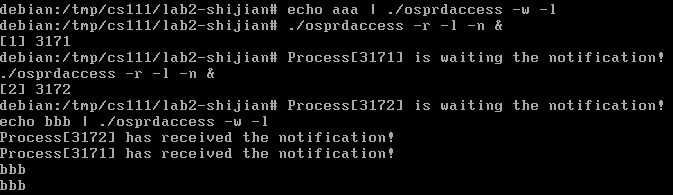 debian:/tmp/cs111/lab2-shijian# echo aaa | ./osprdaccess -w -l
debian:/tmp/cs111/lab2-shijian# ./osprdaccess -r -l -n &
[1] 3171
debian:/tmp/cs111/lab2-shijian# Process[3171] is waiting the notification!
./osprdaccess -r -l -n &
[2] 3172
debian:/tmp/cs111/lab2-shijian# Process[3172] is waiting the notification!
echo bbb | ./osprdaccess -w -l
Process[3172] has received the notification!
Process[3171] has received the notification!
bbb
bbb